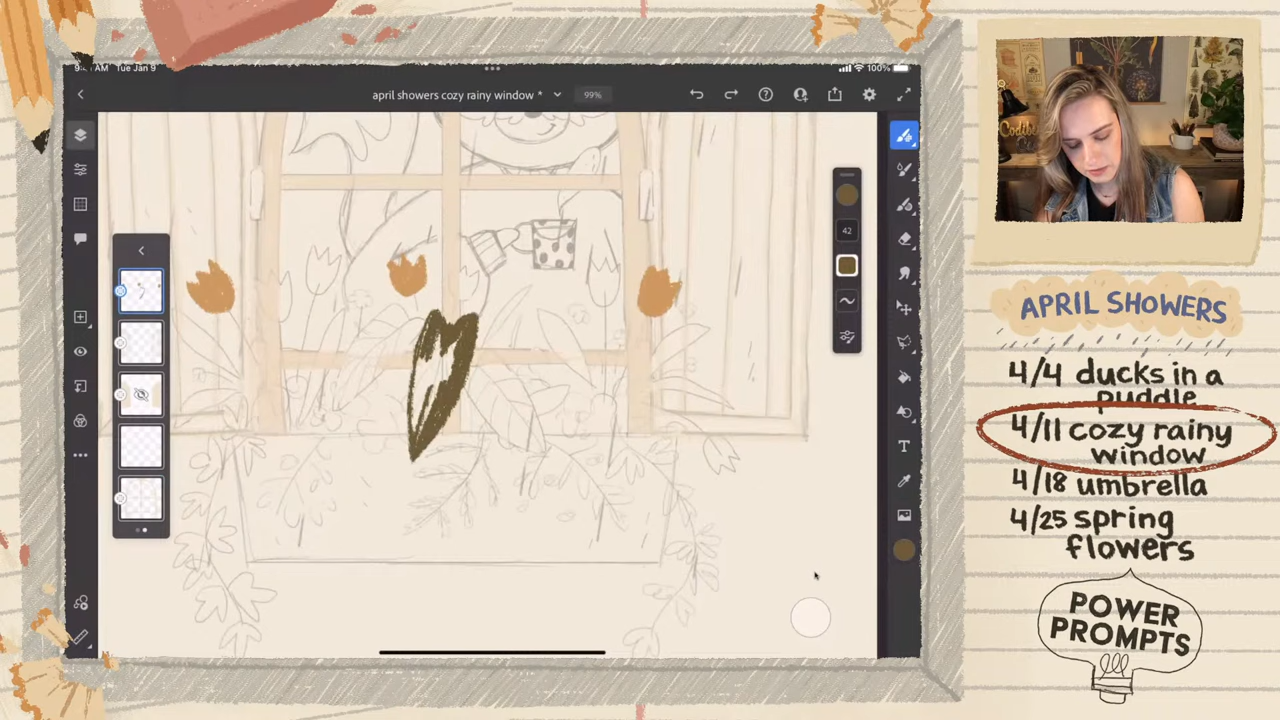 AM Tue Jan 9
100%
april showers cozy rainy window *
99%
42
T
APRIL SHOWERS
4/4 ducks in a
puddle
4/11 cozy rainy
window
4/18 umbrella
4/25 spring
flowers
POWER
PROMPTS